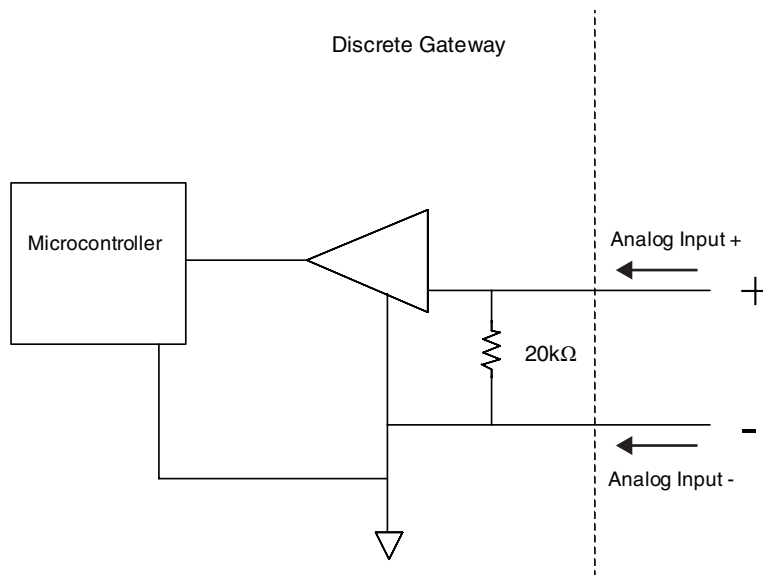 Discrete Gateway
Microcontroller
Analog Input +
+
20kΩ
-
Analog Input -